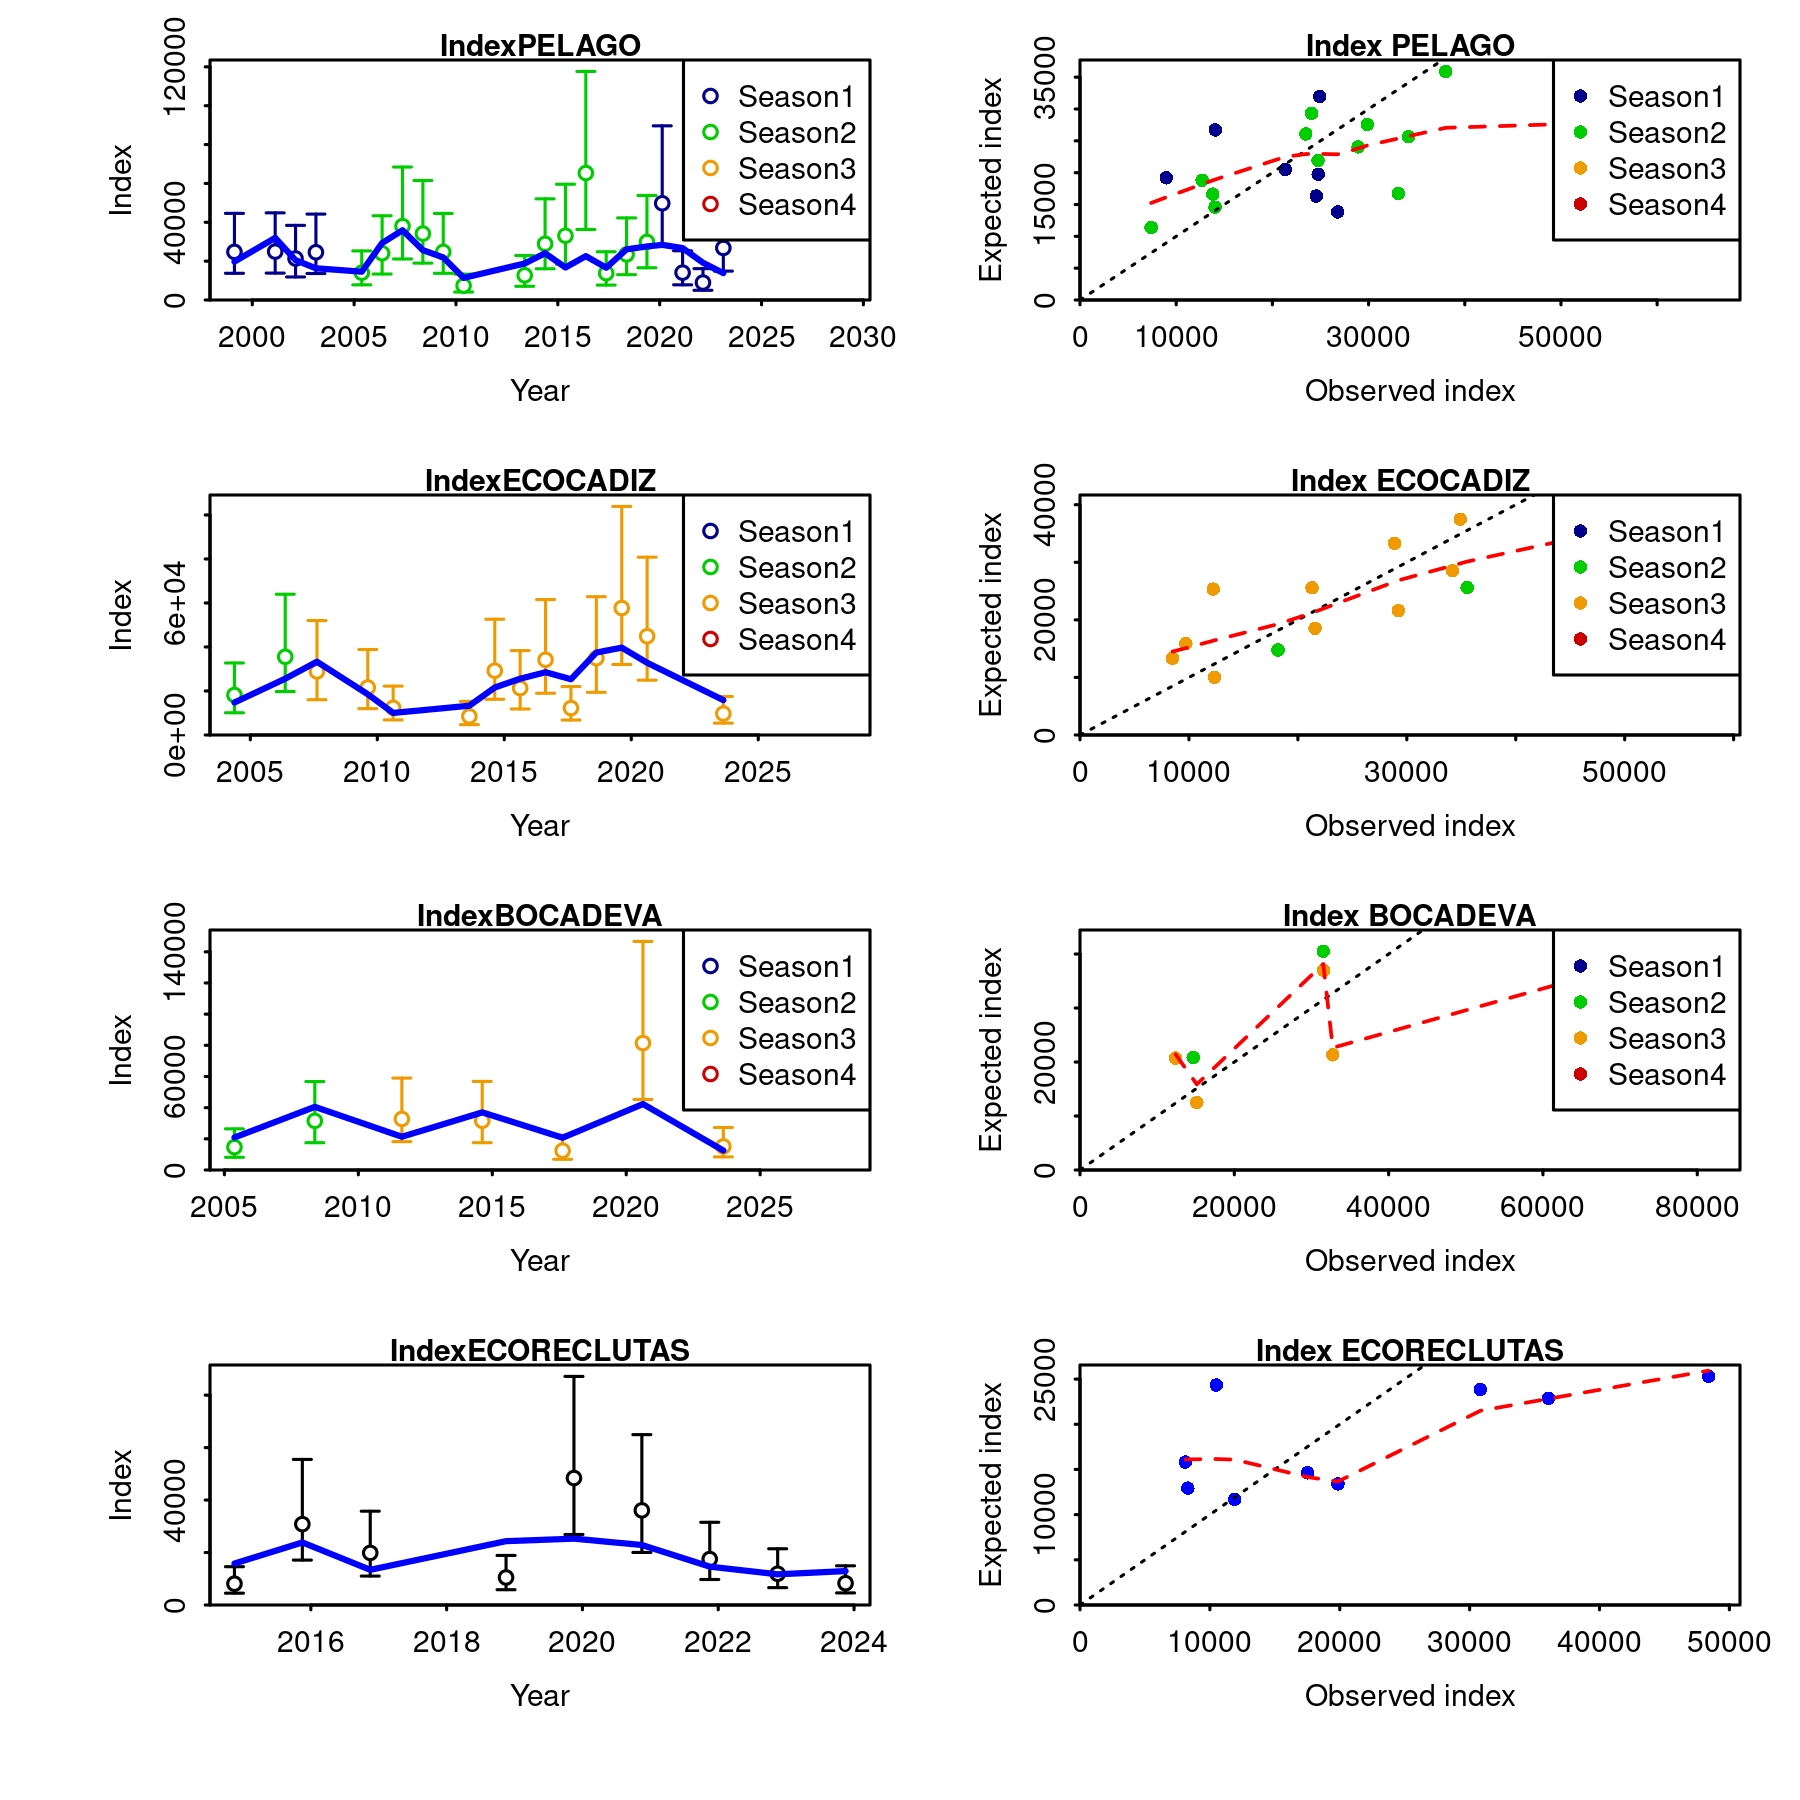 IndexPELAGO
Index
0
40000
120000
2000 2005 2010 2015 2020 2025 2030
Year
Season1
Season2
Season3
Season4
Index PELAGO
Expected index
0
15000
35000
0 10000 30000 50000
Observed index
Season1
Season2
Season3
Season4
IndexECOCADIZ
Index
0e+00
6e+04
2005 2010 2015 2020 2025
Year
Season1
Season2
Season3
Season4
Index ECOCADIZ
Expected index
0
20000
40000
0 10000 30000 50000
Observed index
Season1
Season2
Season3
Season4
IndexBOCADEVA
Index
0
60000
140000
2005 2010 2015 2020 2025
Year
Season1
Season2
Season3
Season4
Index BOCADEVA
Expected index
0
20000
0 20000 40000 60000 80000
Observed index
Season1
Season2
Season3
Season4
IndexECORECLUTAS
Index
0
40000
2016 2018 2020 2022 2024
Year
Index ECORECLUTAS
Expected index
0
10000
25000
0 10000 20000 30000 40000 50000
Observed index